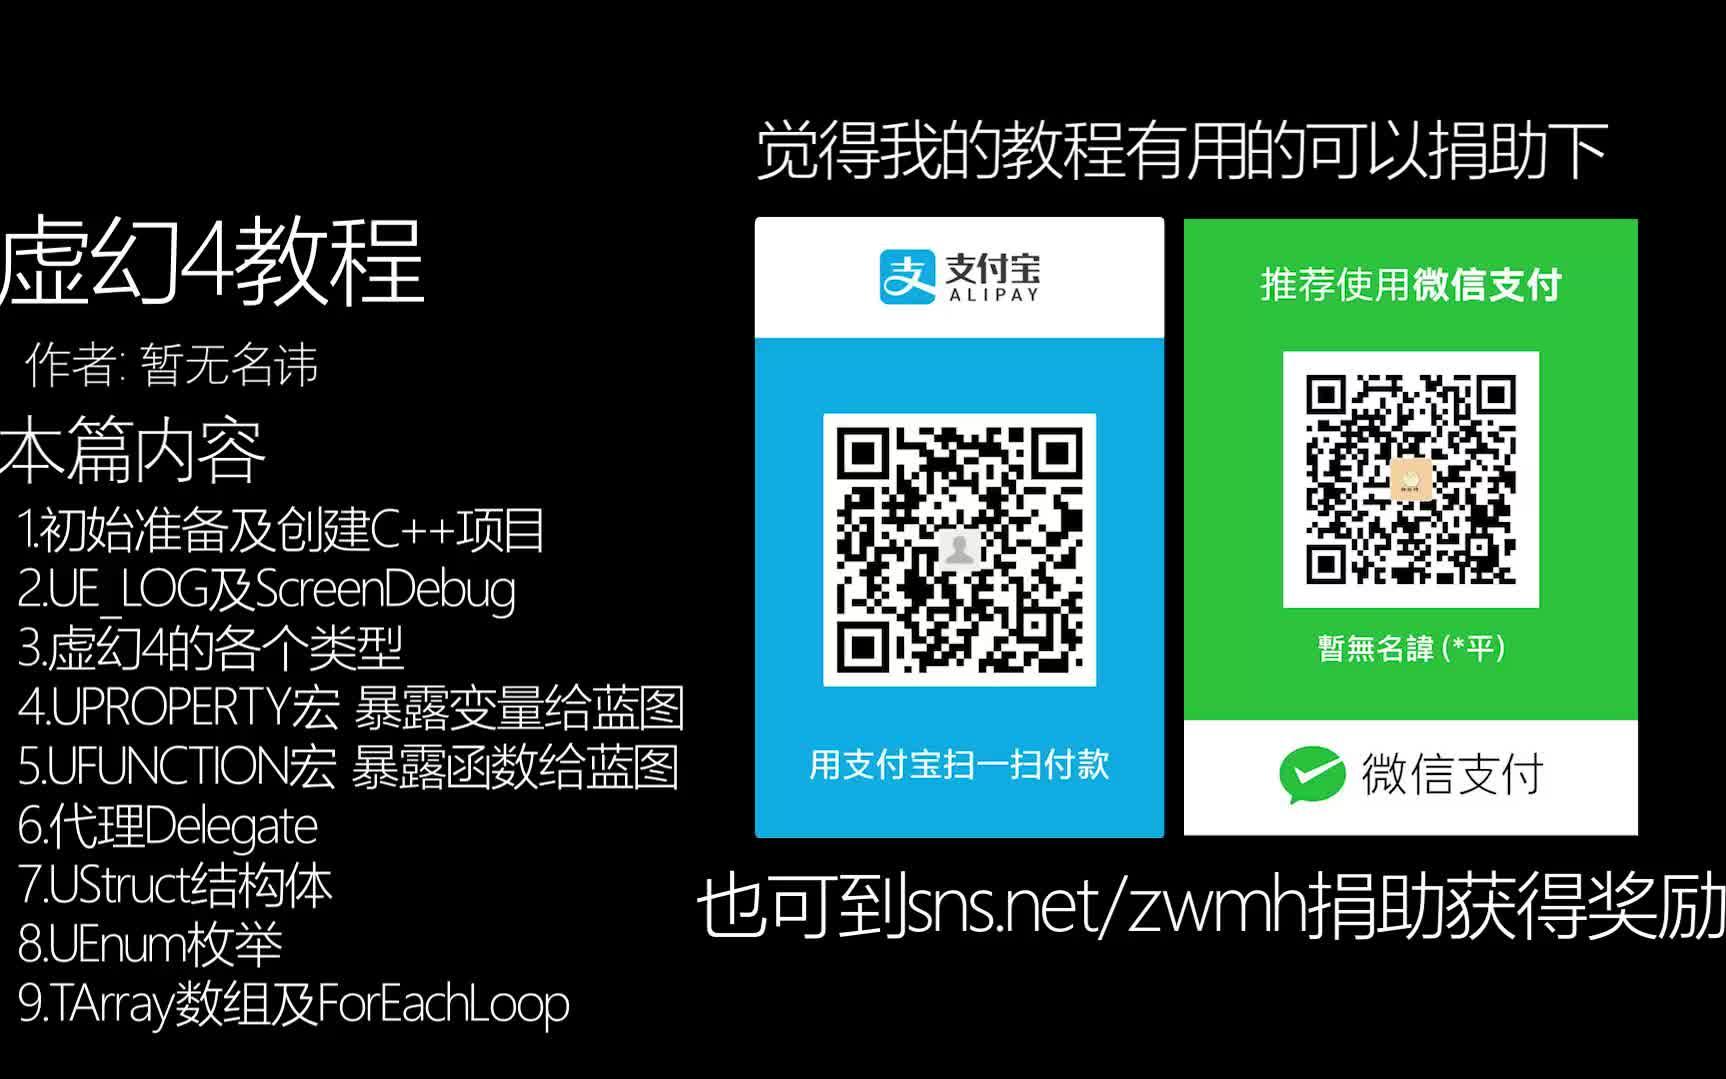 虚幻4教程
作者: 暂无名讳
本篇内容
1.初始准备及创建C++项目
2.UE_LOG及ScreenDebug
3.虚幻4的各个类型
4.UPROPERTY宏 暴露变量给蓝图
5.UFUNCTION宏 暴露函数给蓝图
6.代理Delegate
7.UStruct结构体
8.UEnum枚举
9.TArray数组及ForEachLoop
觉得我的教程有用的可以捐助下
支 支付宝
ALIPAY
用支付宝扫一扫付款
推荐使用微信支付
暫無名諱 (*平)
微信支付
也可到sns.net/zwmh捐助获得奖励